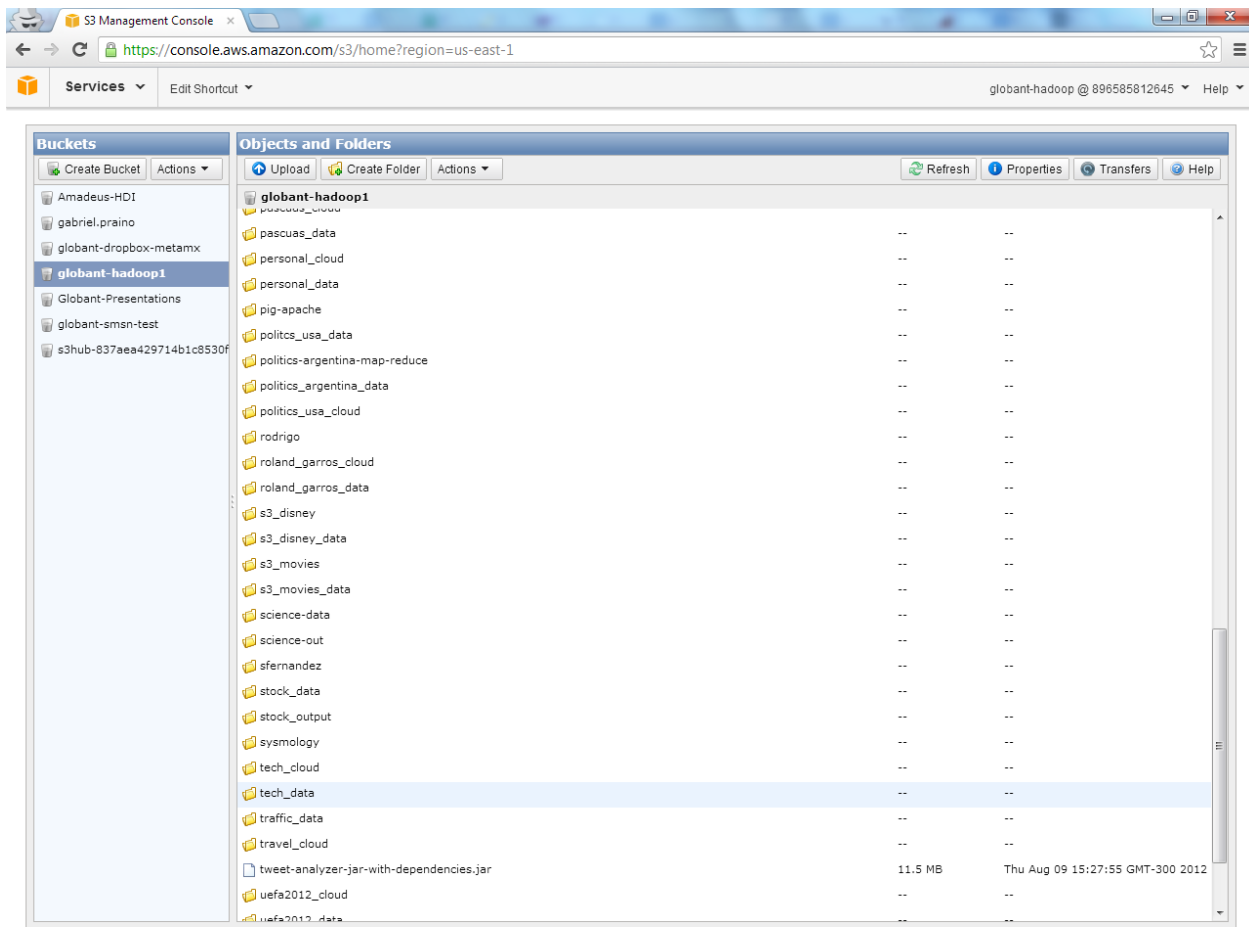 S3 Management Console
https://console.aws.amazon.com/s3/home?region=us-east-1
Services Edit Shortcut globant-hadoop @ 896585812645 Help
Buckets
Create Bucket Actions
Amadeus-HDI
gabriel.praino
globant-dropbox-metamx
globant-hadoop1
Globant-Presentations
globant-smsn-test
s3hub-837aea429714b1c8530f
Objects and Folders
Upload Create Folder Actions Refresh Properties Transfers Help
globant-hadoop1
pascuas_cloud
pascuas_data -- --
personal_cloud -- --
personal_data -- --
pig-apache -- --
politcs_usa_data -- --
politics-argentina-map-reduce -- --
politics_argentina_data -- --
politics_usa_cloud -- --
rodrigo -- --
roland_garros_cloud -- --
roland_garros_data -- --
s3_disney -- --
s3_disney_data -- --
s3_movies -- --
s3_movies_data -- --
science-data -- --
science-out -- --
sfernandez -- --
stock_data -- --
stock_output -- --
sysmology -- --
tech_cloud -- --
tech_data -- --
traffic_data -- --
travel_cloud -- --
tweet-analyzer-jar-with-dependencies.jar 11.5 MB Thu Aug 09 15:27:55 GMT-300 2012
uefa2012_cloud -- --
uefa2012_data -- --